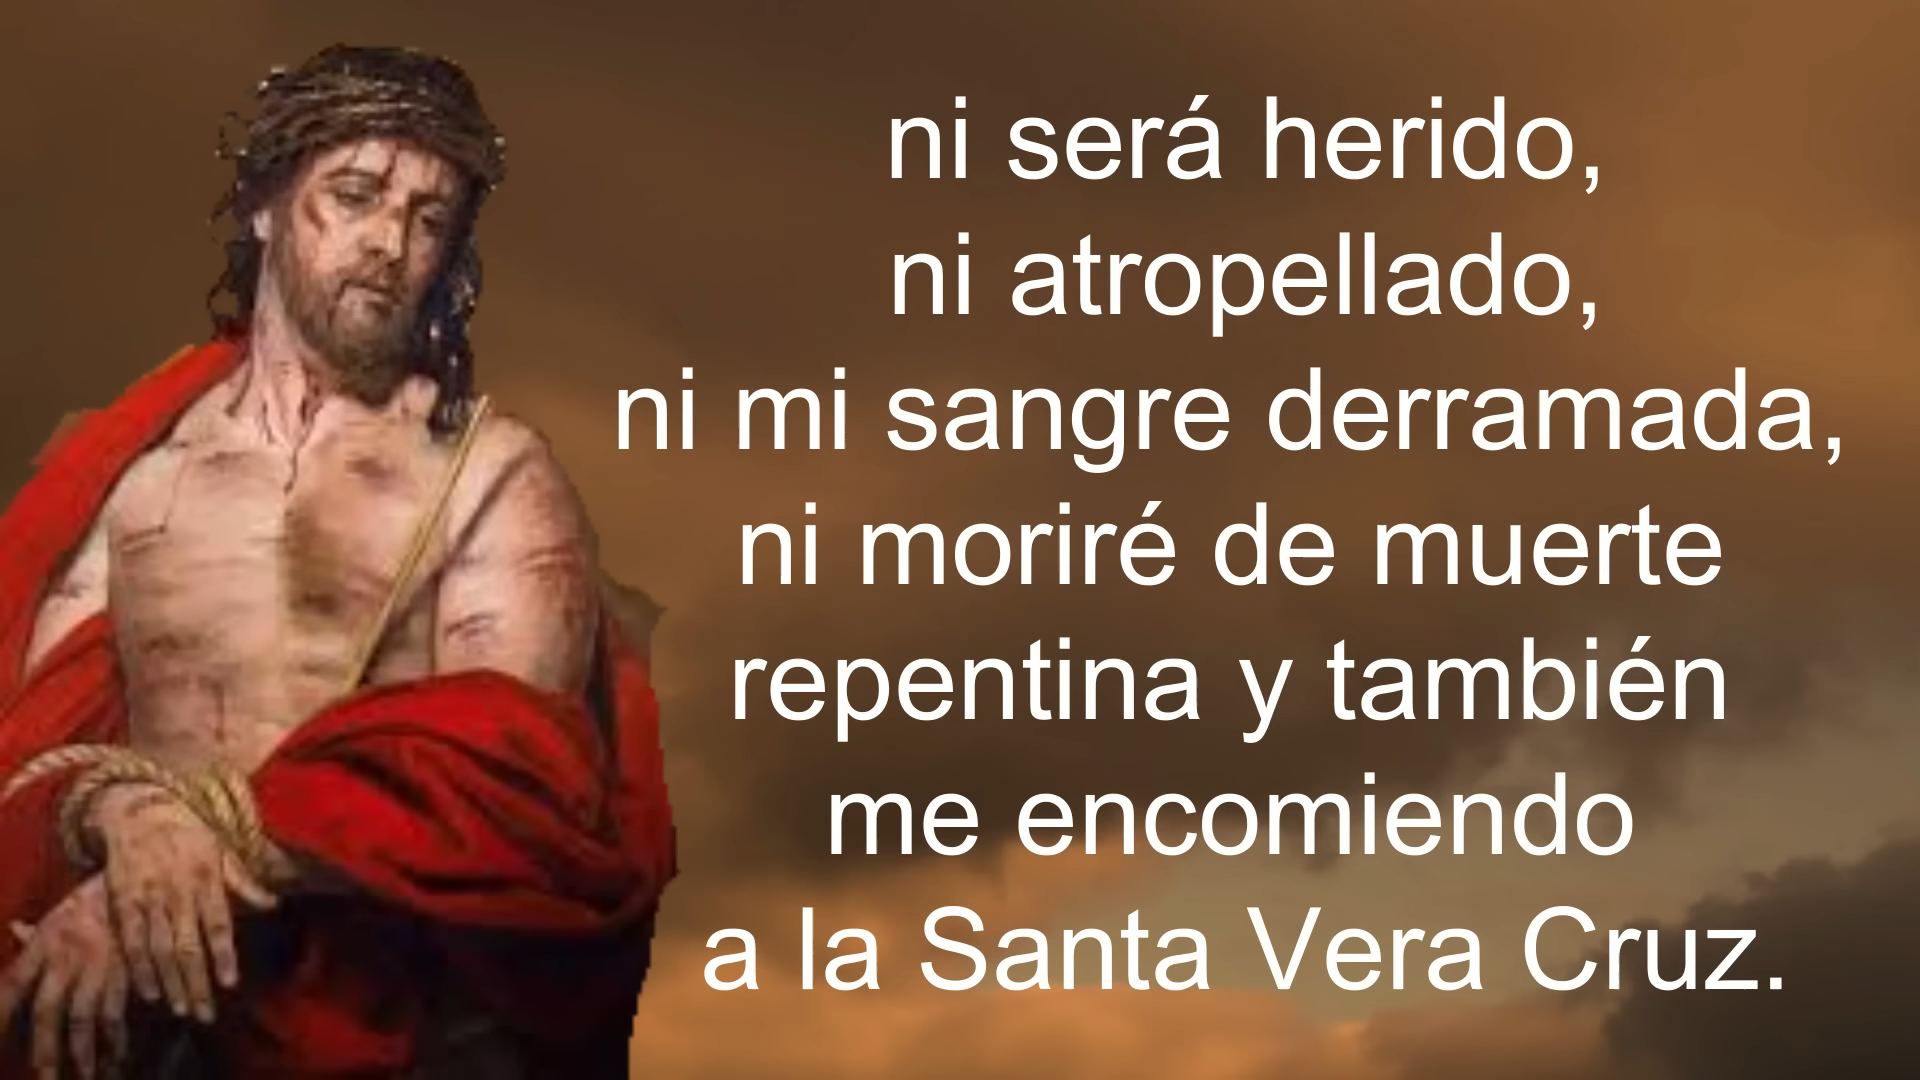 ni será herido,
ni atropellado,
ni mi sangre derramada,
ni moriré de muerte
repentina y también
me encomiendo
a la Santa Vera Cruz.